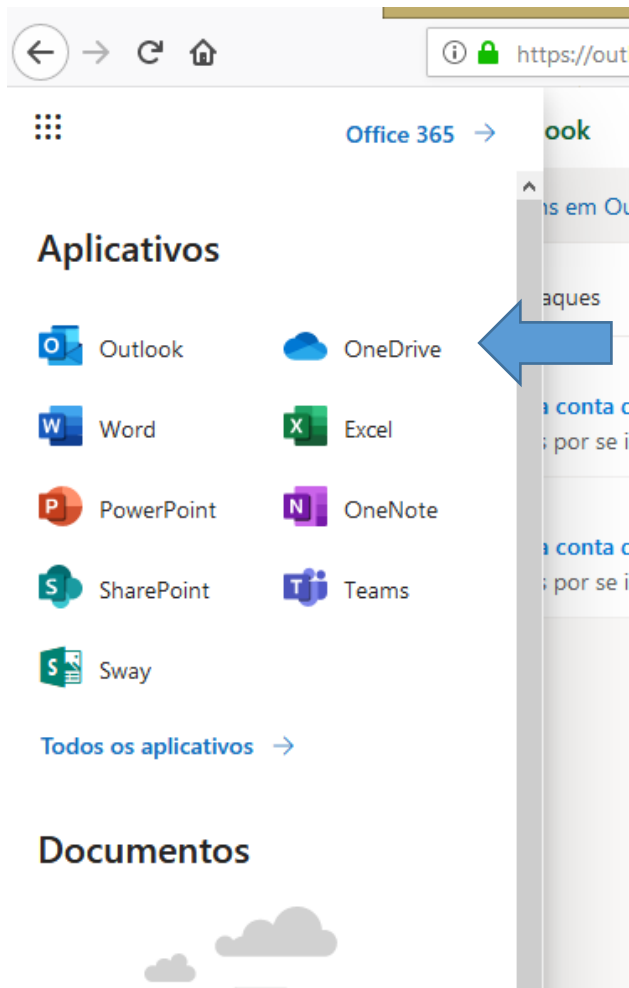 https://out
Office 365
ook
ns em Ou
Aplicativos
aques
Outlook
OneDrive
a conta d
Word
Excel
s por se i
PowerPoint
OneNote
a conta d
SharePoint
Teams
s por se i
Sway
Todos os aplicativos
Documentos